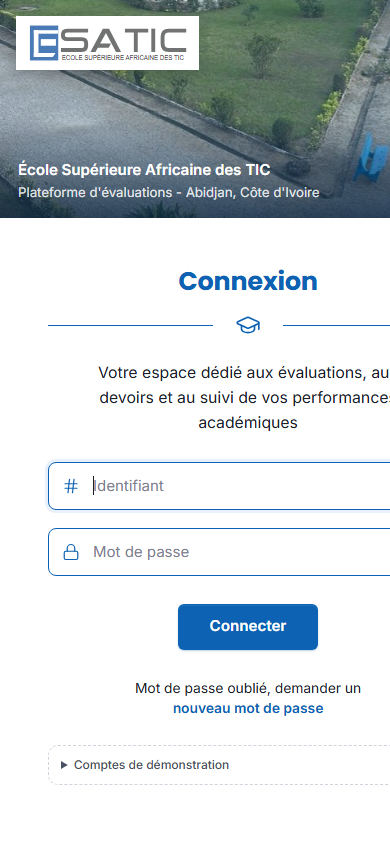 ESATIC
ECOLE SUPÉRIEURE AFRICAINE DES TIC
École Supérieure Africaine des TIC
Plateforme d'évaluations - Abidjan, Côte d'Ivoire
Connexion
Votre espace dédié aux évaluations, au
devoirs et au suivi de vos performances
académiques
# Identifiant
Mot de passe
Connecter
Mot de passe oublié, demander un
nouveau mot de passe
Comptes de démonstration